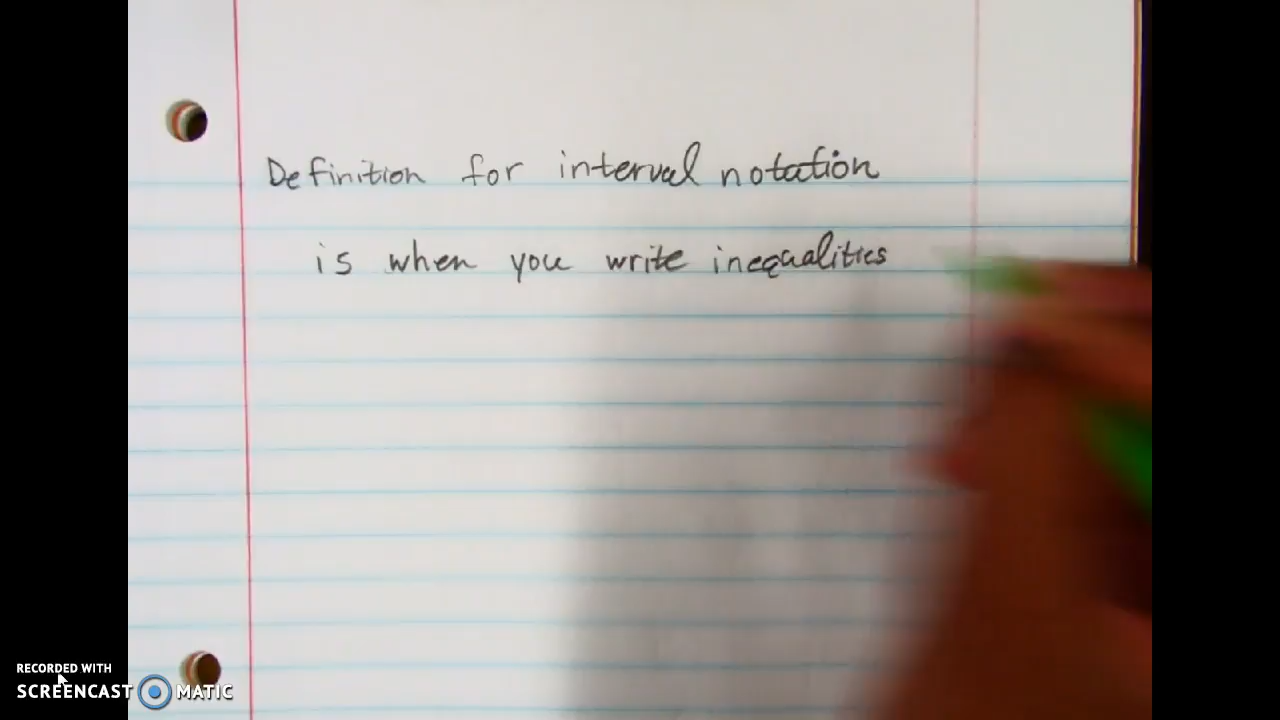 Definition for interval notation
is when you write inequalities
RECORDED WITH
SCREENCAST MATIC